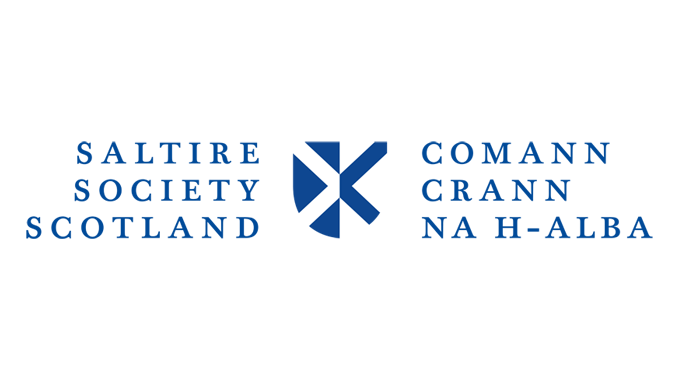 SALTIRE
SOCIETY
SCOTLAND
COMANN
CRANN
NA H-ALBA